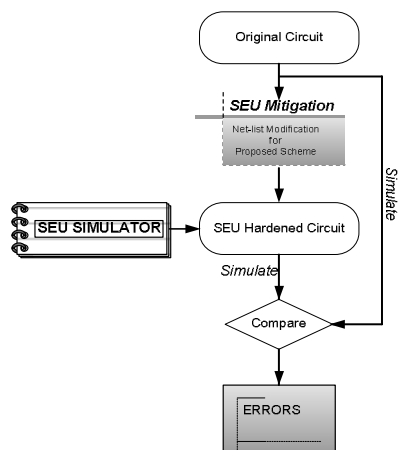 Original Circuit
SEU Mitigation
Net-list Modification
for
Proposed Scheme
Simulate
SEU SIMULATOR
SEU Hardened Circuit
Simulate
Compare
ERRORS